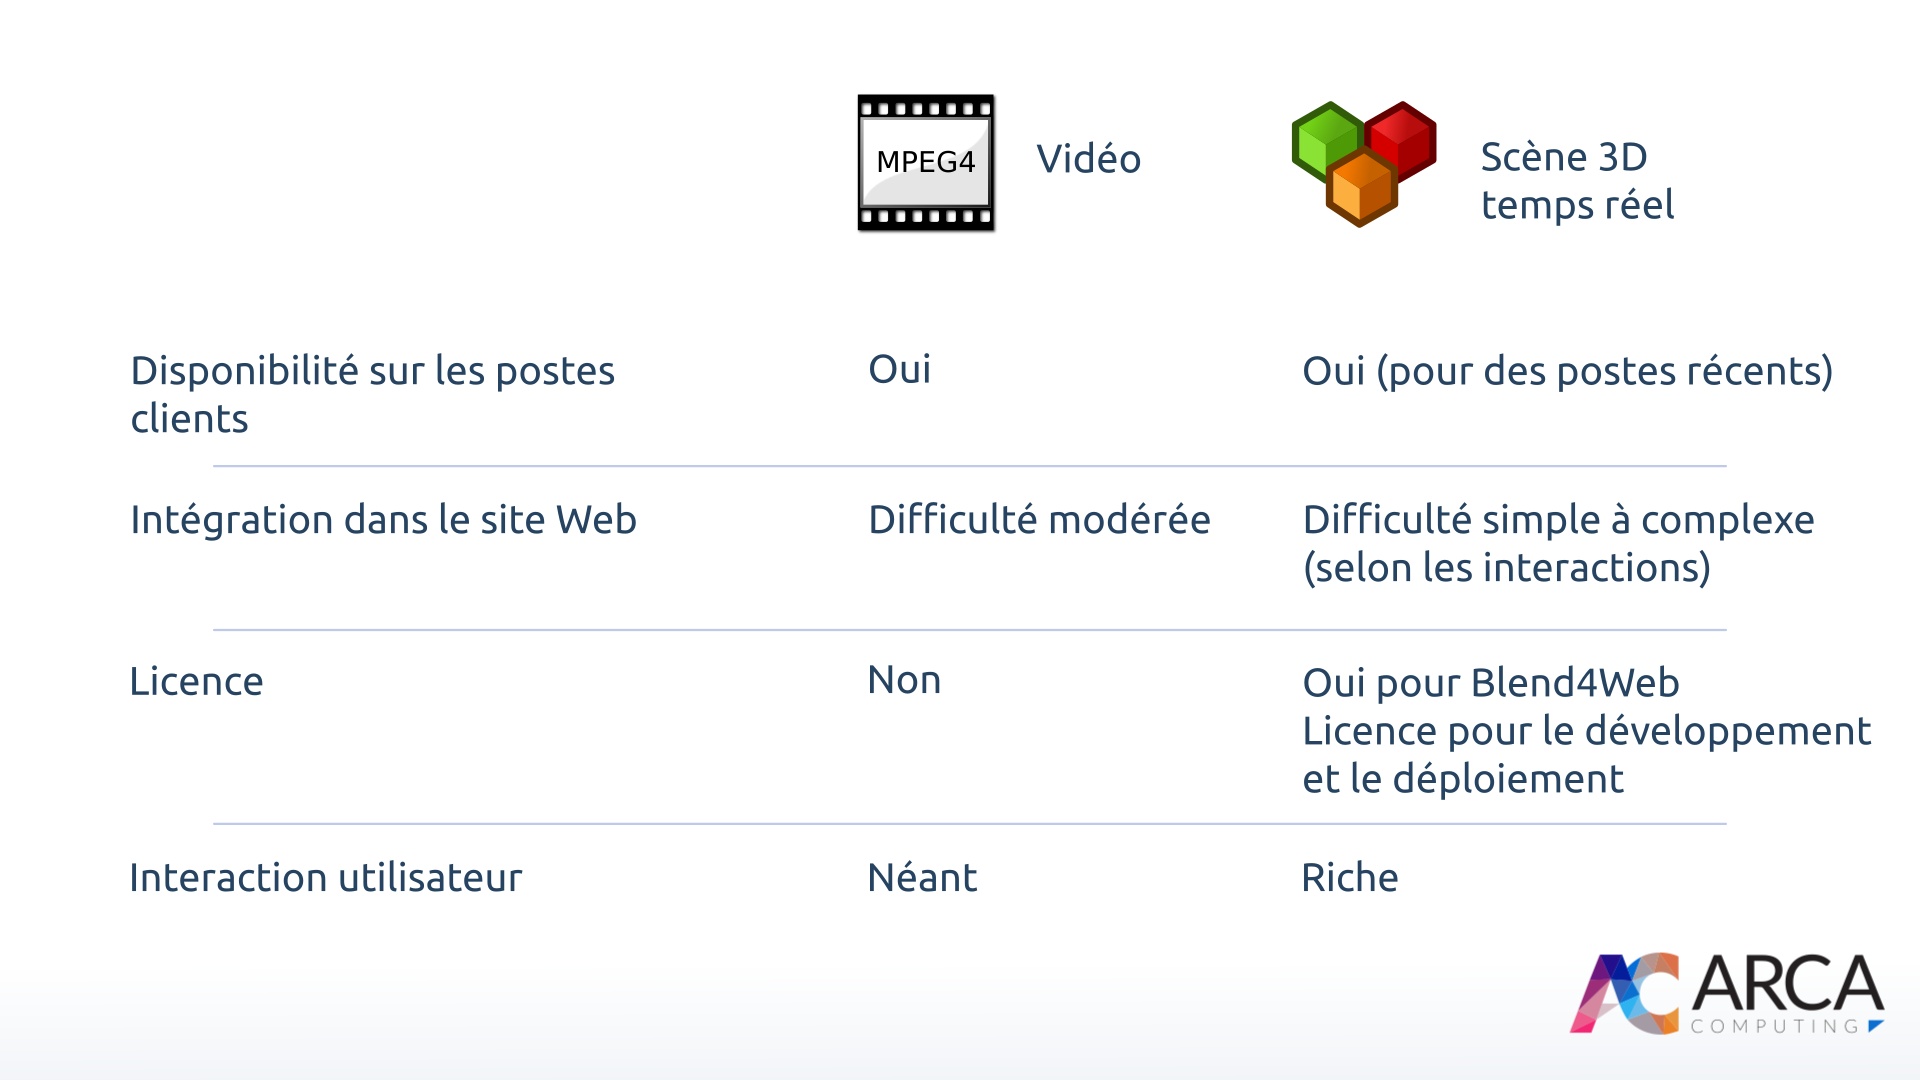 MPEG4
Vidéo
Scène 3D
temps réel
Disponibilité sur les postes
clients
Oui
Oui (pour des postes récents)
Intégration dans le site Web
Difficulté modérée
Difficulté simple à complexe
(selon les interactions)
Licence
Non
Oui pour Blend4Web
Licence pour le développement
et le déploiement
Interaction utilisateur
Néant
Riche
AC ARCA
COMPUTING